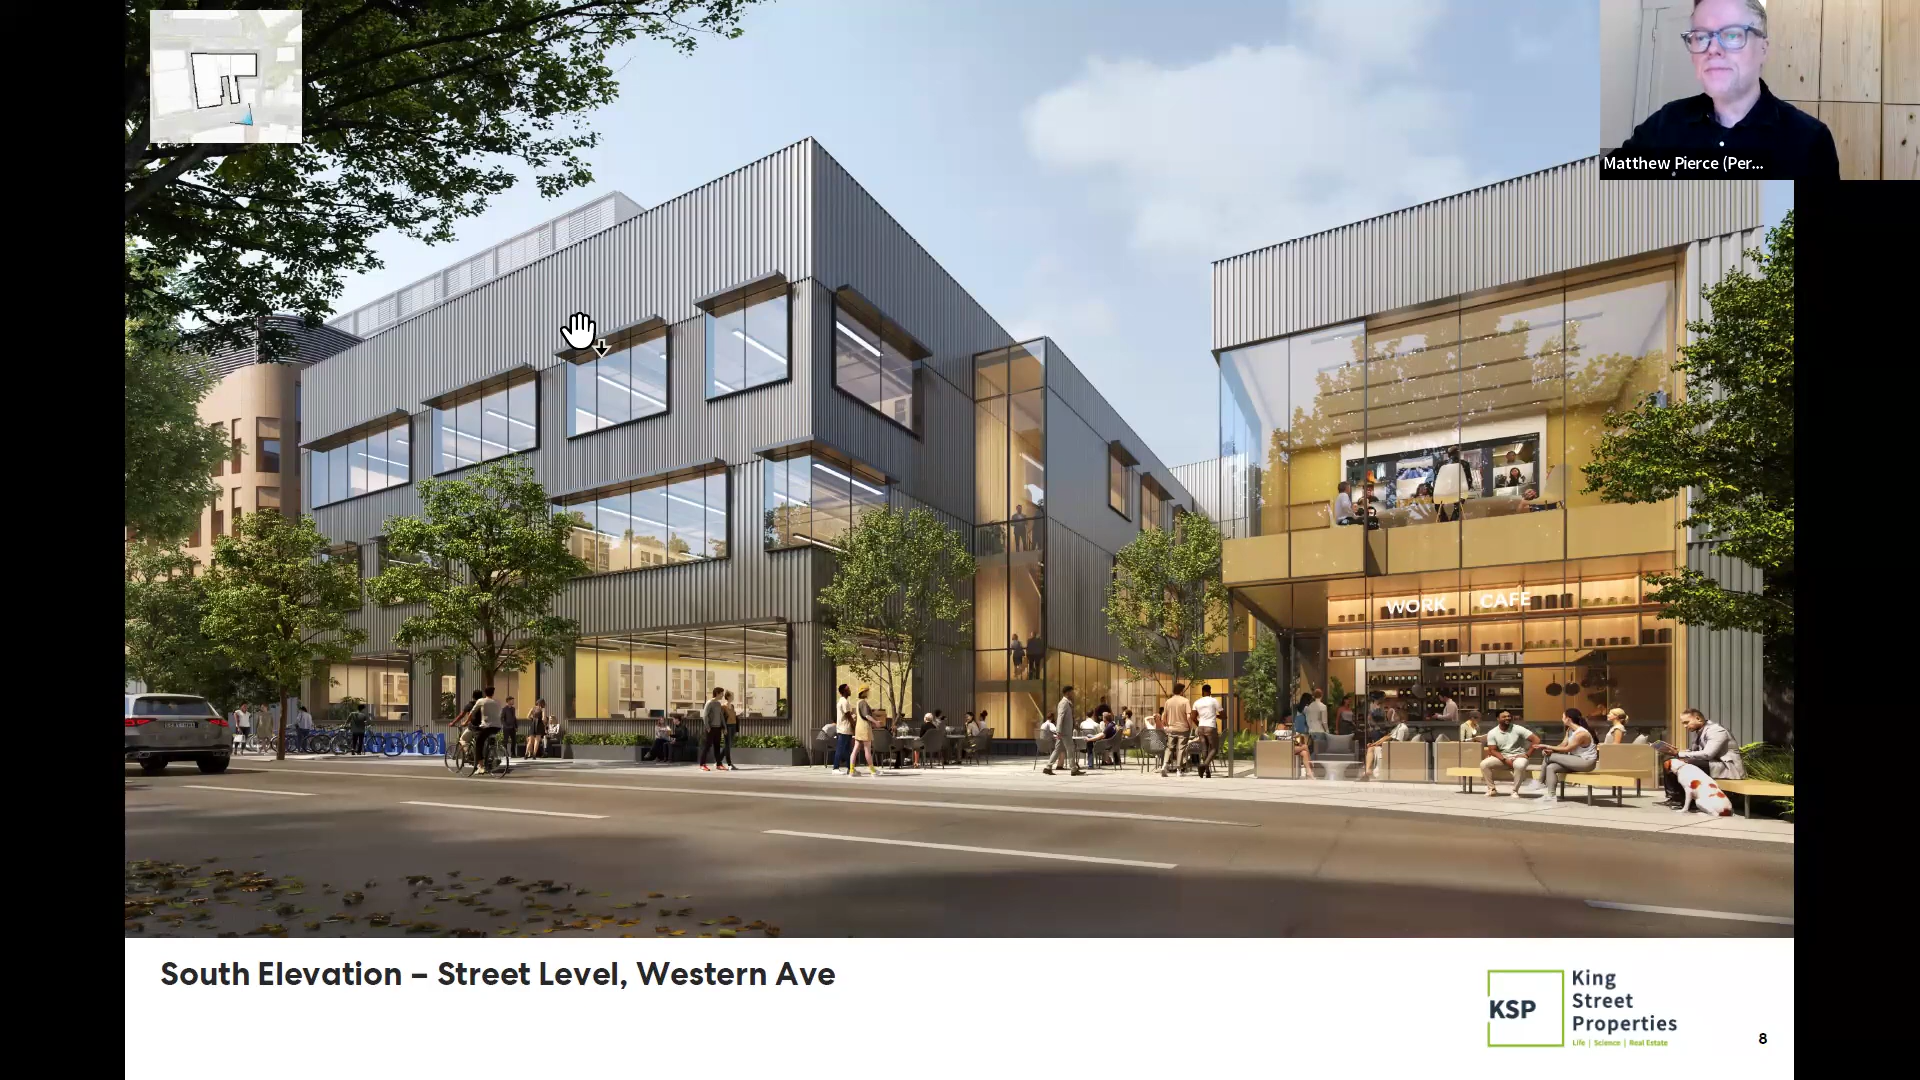 Matthew Pierce (Per...
WORK CAFE
South Elevation – Street Level, Western Ave
KSP
King
Street
Properties
Life | Science | Real Estate
8